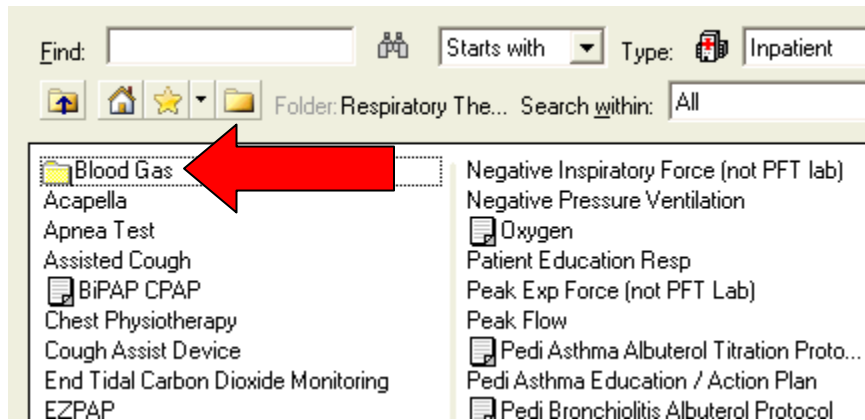 Find: Starts with Type: Inpatient
Folder: Respiratory The... Search within: All
Blood Gas
Acapella
Apnea Test
Assisted Cough
BiPAP CPAP
Chest Physiotherapy
Cough Assist Device
End Tidal Carbon Dioxide Monitoring
EZPAP
Negative Inspiratory Force (not PFT lab)
Negative Pressure Ventilation
Oxygen
Patient Education Resp
Peak Exp Force (not PFT Lab)
Peak Flow
Pedi Asthma Albuterol Titration Proto...
Pedi Asthma Education / Action Plan
Pedi Bronchiolitis Albuterol Protocol